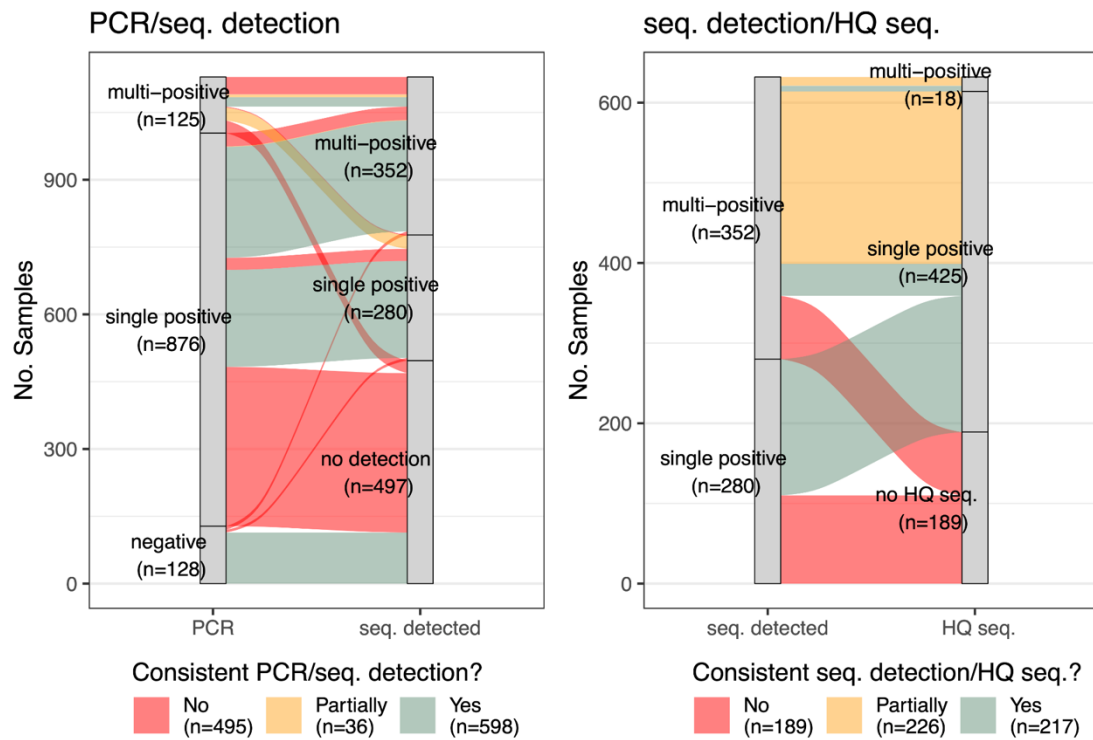 PCR/seq. detection
No. Samples
900
600
300
0
multi−positive
(n=125)
single positive
(n=876)
negative
(n=128)
multi−positive
(n=352)
single positive
(n=280)
no detection
(n=497)
PCR
seq. detected
Consistent PCR/seq. detection?
No
(n=495)
Partially
(n=36)
Yes
(n=598)
seq. detection/HQ seq.
No. Samples
600
400
200
0
multi−positive
(n=352)
single positive
(n=280)
multi−positive
(n=18)
single positive
(n=425)
no HQ seq.
(n=189)
seq. detected
HQ seq.
Consistent seq. detection/HQ seq.?
No
(n=189)
Partially
(n=226)
Yes
(n=217)